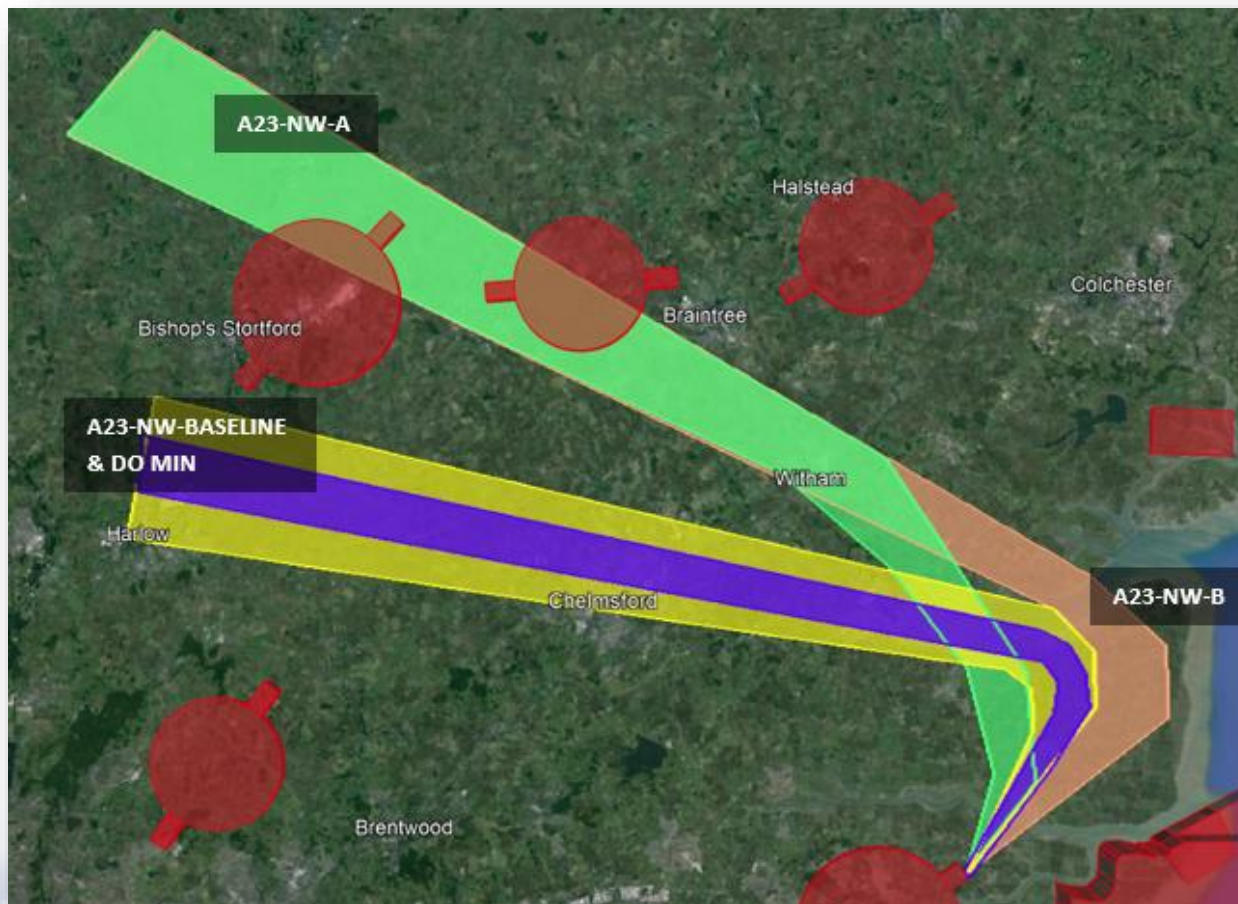 A23-NW-A
Halstead
Colchester
Bishop's Stortford
Braintree
A23-NW-BASELINE
& DO MIN
Witham
Harlow
Chelmsford
A23-NW-B
Brentwood